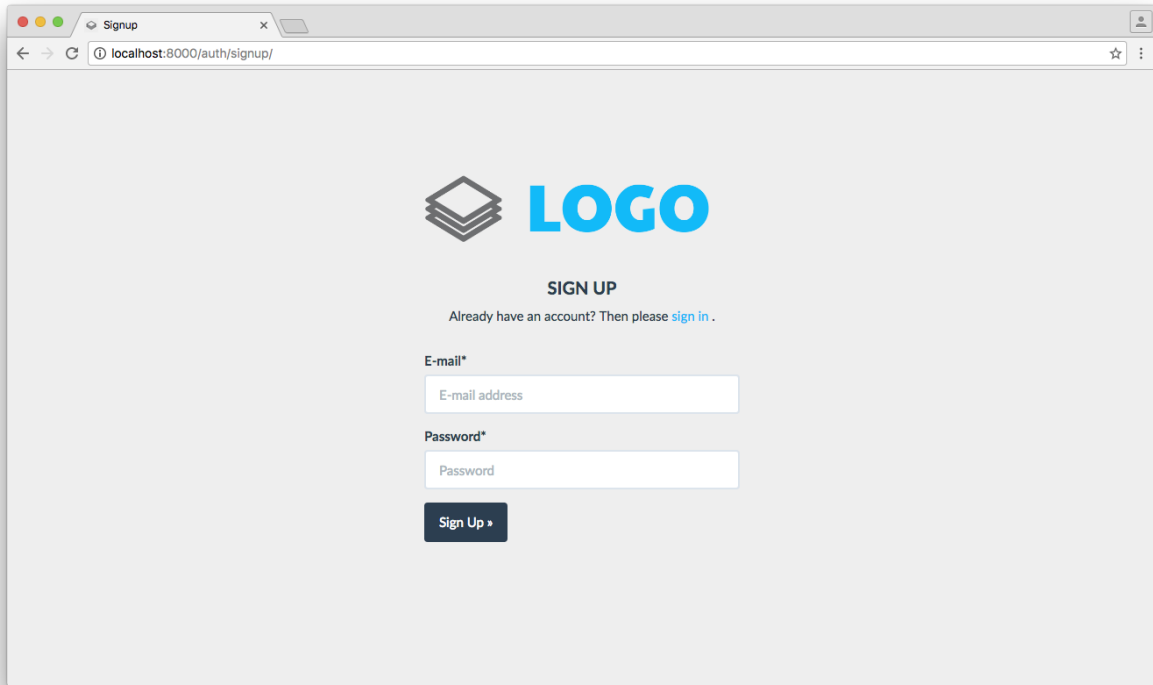 Signup
localhost:8000/auth/signup/
LOGO
SIGN UP
Already have an account? Then please sign in .
E-mail*
E-mail address
Password*
Password
Sign Up »